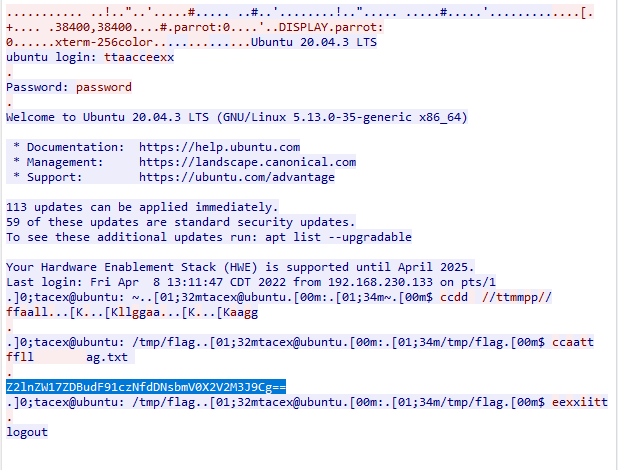 ........... ..!.."..'.....#..... ..#..'........!.."..... .....#.....'.............[.
+.... .38400,38400....#.parrot:0....'..DISPLAY.parrot:
0......xterm-256color..............Ubuntu 20.04.3 LTS
ubuntu login: ttaacceexx
.
Password: password
.
Welcome to Ubuntu 20.04.3 LTS (GNU/Linux 5.13.0-35-generic x86_64)
* Documentation:  https://help.ubuntu.com
* Management:     https://landscape.canonical.com
* Support:        https://ubuntu.com/advantage
113 updates can be applied immediately.
59 of these updates are standard security updates.
To see these additional updates run: apt list --upgradable
Your Hardware Enablement Stack (HWE) is supported until April 2025.
Last login: Fri Apr  8 13:11:47 CDT 2022 from 192.168.230.133 on pts/1
.]0;tacex@ubuntu: ~..[01;32mtacex@ubuntu.[00m:.[01;34m~.[00m$ ccdd  //ttmmpp//
ffaall...[K...[Kllggaa...[K...[Kaagg
.
.]0;tacex@ubuntu: /tmp/flag..[01;32mtacex@ubuntu.[00m:.[01;34m/tmp/flag.[00m$ ccaatt
ffll       ag.txt
.
Z2lnZW17ZDBudF91czNfdDNsbmV0X2V2M3J9Cg==
.]0;tacex@ubuntu: /tmp/flag..[01;32mtacex@ubuntu.[00m:.[01;34m/tmp/flag.[00m$ eexxiitt
.
logout